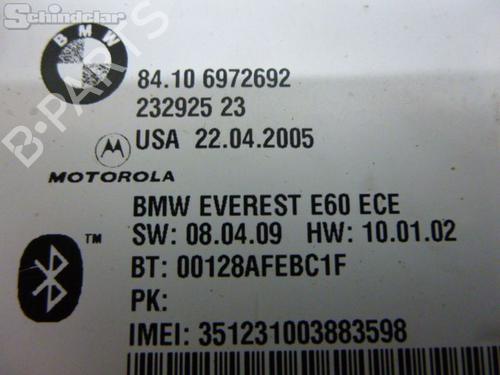 Schindelar
BMW
B-PARTS
84.10 6972692
232925 23
USA 22.04.2005
MOTOROLA
BMW EVEREST E60 ECE
TM
SW: 08.04.09 HW: 10.01.02
BT: 00128AFEBC1F
PK:
IMEI: 351231003883598